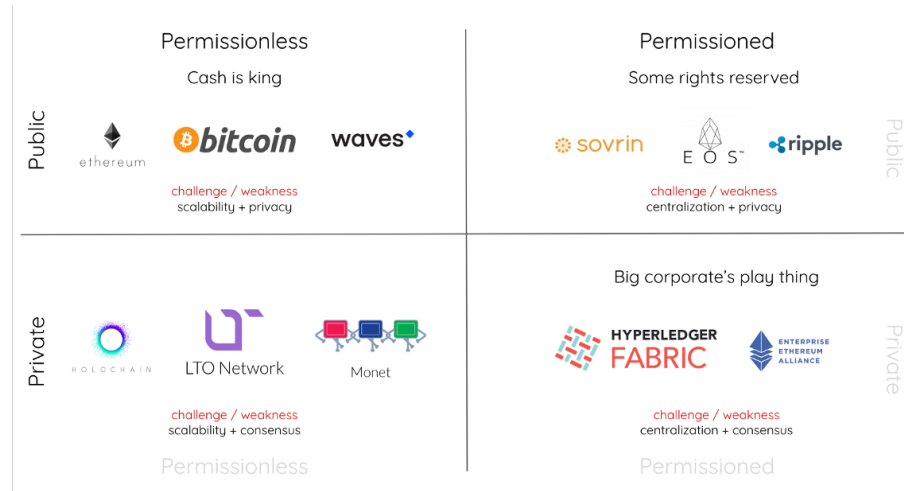 Permissionless
Permissioned
Cash is king
Some rights reserved
Public
ethereum
bitcoin
waves
sovrin
EOS™
ripple
Public
challenge / weakness
scalability + privacy
challenge / weakness
centralization + privacy
Big corporate's play thing
Private
HOLOCHAIN
LTO Network
Monet
HYPERLEDGER
FABRIC
ENTERPRISE
ETHEREUM
ALLIANCE
Private
challenge / weakness
scalability + consensus
challenge / weakness
centralization + consensus
Permissionless
Permissioned